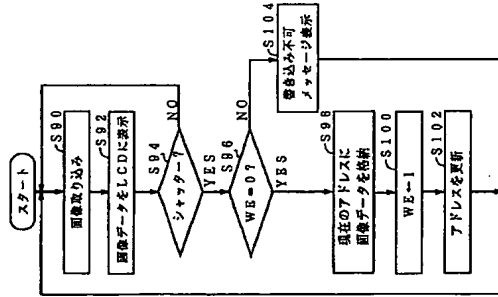 スタート
S90
画像取り込み
S92
画像データをLCDに表示
S94
シャッター?
NO
YES
S96
WE=0?
NO
YES
S104
書き込み不可
メッセージ表示
S98
現在のアドレスに
画像データを格納
S100
WE←1
S102
アドレスを更新